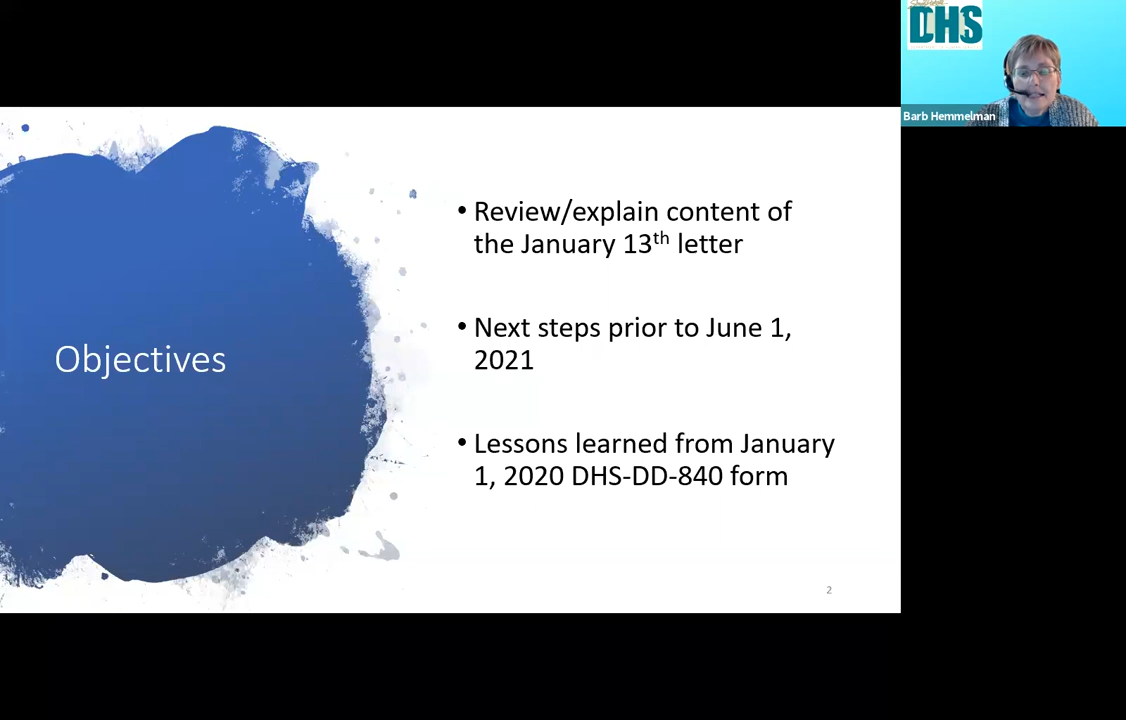 DHS
Barb Hemmelman
Objectives
• Review/explain content of
the January 13th letter
• Next steps prior to June 1,
2021
• Lessons learned from January
1, 2020 DHS-DD-840 form
2